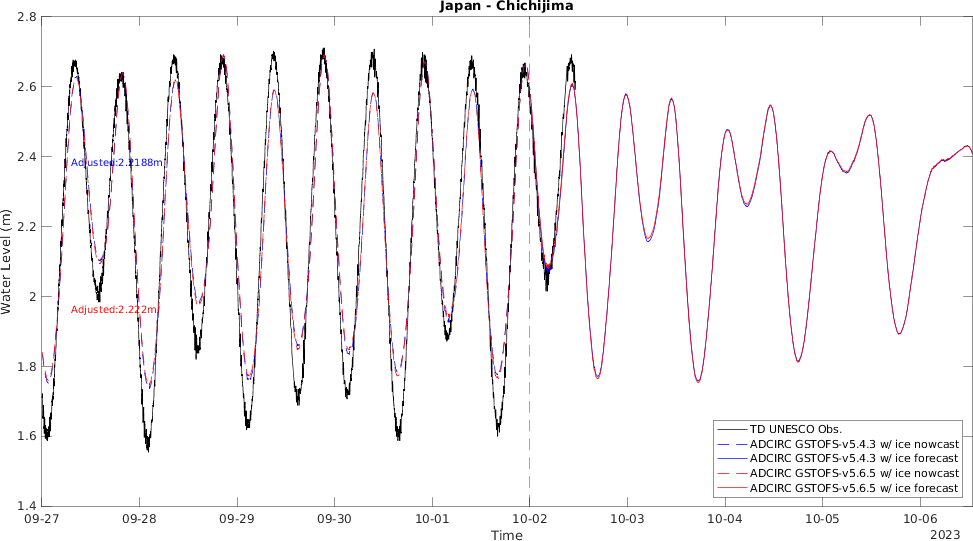 Japan - Chichijima
2.8
2.6
2.4
2.2
2
1.8
1.6
1.4
Water Level (m)
Adjusted:2.2188m
Adjusted:2.222m
TD UNESCO Obs.
ADCIRC GSTOFS-v5.4.3 w/ ice nowcast
ADCIRC GSTOFS-v5.4.3 w/ ice forecast
ADCIRC GSTOFS-v5.6.5 w/ ice nowcast
ADCIRC GSTOFS-v5.6.5 w/ ice forecast
09-27 09-28 09-29 09-30 10-01 10-02 10-03 10-04 10-05 10-06
Time
2023